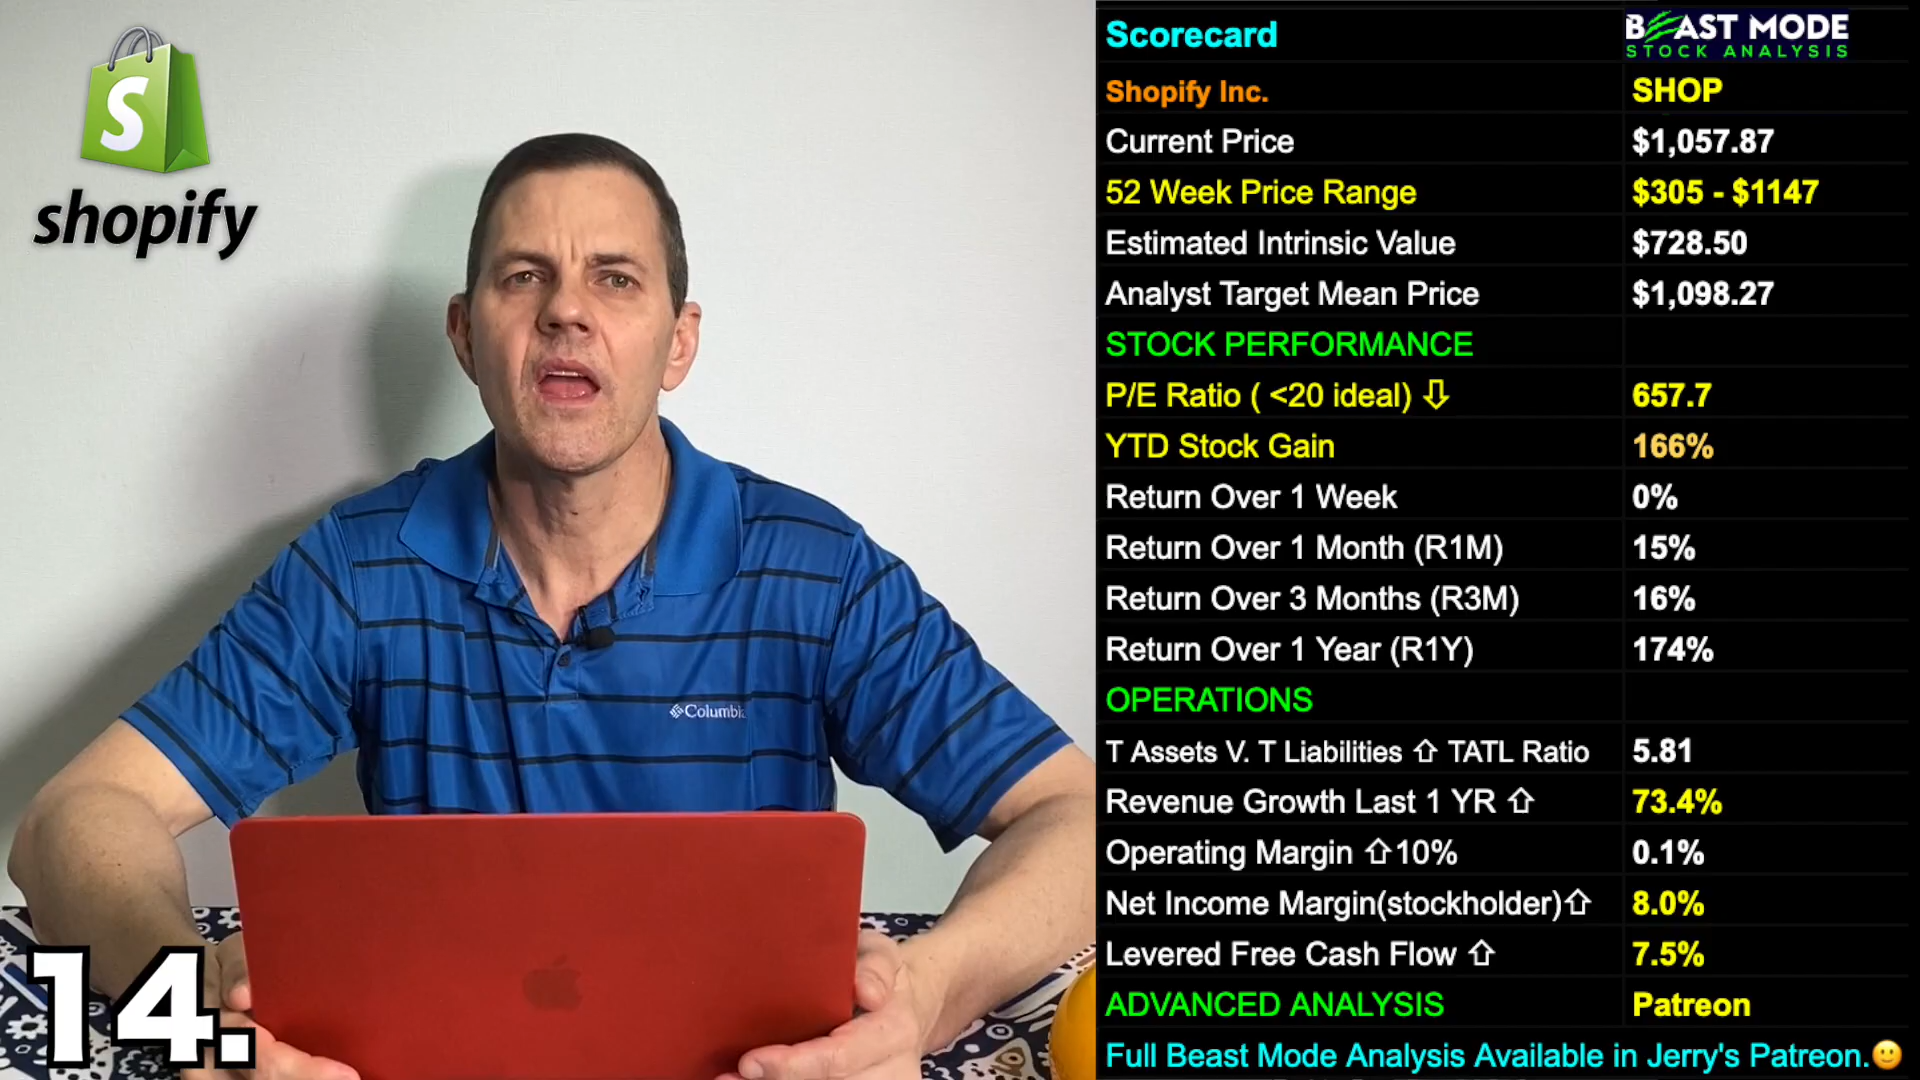 S
shopify
Columbia
14.
Scorecard
BEAST MODE
STOCK ANALYSIS
Shopify Inc. SHOP
Current Price $1,057.87
52 Week Price Range $305 - $1147
Estimated Intrinsic Value $728.50
Analyst Target Mean Price $1,098.27
STOCK PERFORMANCE
P/E Ratio ( <20 ideal) ⇩ 657.7
YTD Stock Gain 166%
Return Over 1 Week 0%
Return Over 1 Month (R1M) 15%
Return Over 3 Months (R3M) 16%
Return Over 1 Year (R1Y) 174%
OPERATIONS
T Assets V. T Liabilities ⇧ TATL Ratio 5.81
Revenue Growth Last 1 YR ⇧ 73.4%
Operating Margin ⇧10% 0.1%
Net Income Margin(stockholder)⇧ 8.0%
Levered Free Cash Flow ⇧ 7.5%
ADVANCED ANALYSIS Patreon
Full Beast Mode Analysis Available in Jerry's Patreon.🙂